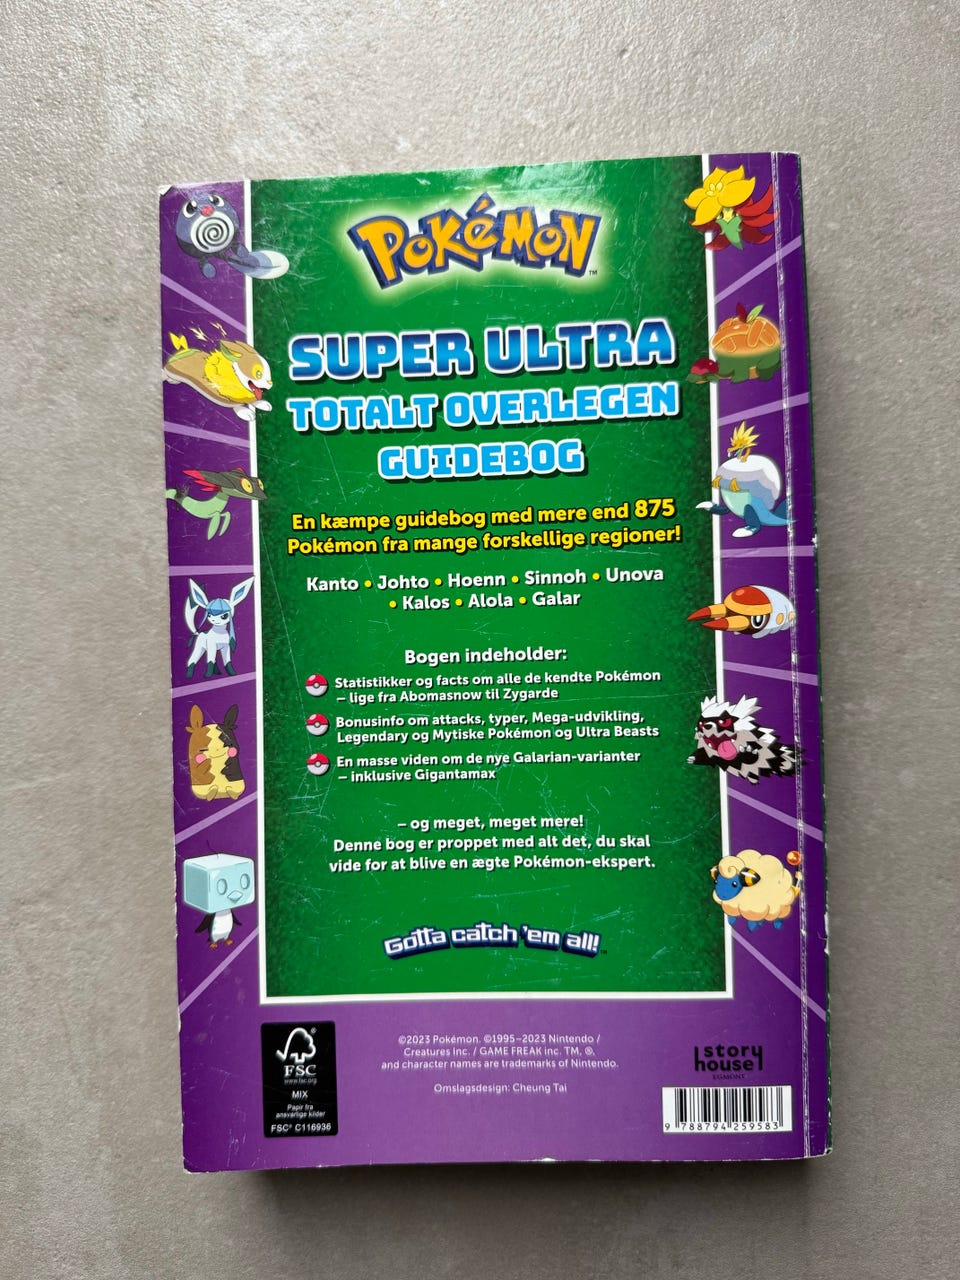 POKÉMON™
SUPER ULTRA
TOTALT OVERLEGEN
GUIDEBOG
En kæmpe guidebog med mere end 875
Pokémon fra mange forskellige regioner!
Kanto • Johto • Hoenn • Sinnoh • Unova
• Kalos • Alola • Galar
Bogen indeholder:
Statistikker og facts om alle de kendte Pokémon
– lige fra Abomasnow til Zygarde
Bonusinfo om attacks, typer, Mega-udvikling,
Legendary og Mytiske Pokémon og Ultra Beasts
En masse viden om de nye Galarian-varianter
– inklusive Gigantamax
– og meget, meget mere!
Denne bog er proppet med alt det, du skal
vide for at blive en ægte Pokémon-ekspert.
Gotta catch 'em all!™
©2023 Pokémon. ©1995–2023 Nintendo /
Creatures Inc. / GAME FREAK inc. TM, ®,
and character names are trademarks of Nintendo.
Omslagsdesign: Cheung Tai
®
FSC
www.fsc.org
MIX
Papir fra
ansvarlige kilder
FSC® C116936
story
house
EGMONT
9 788794 259583